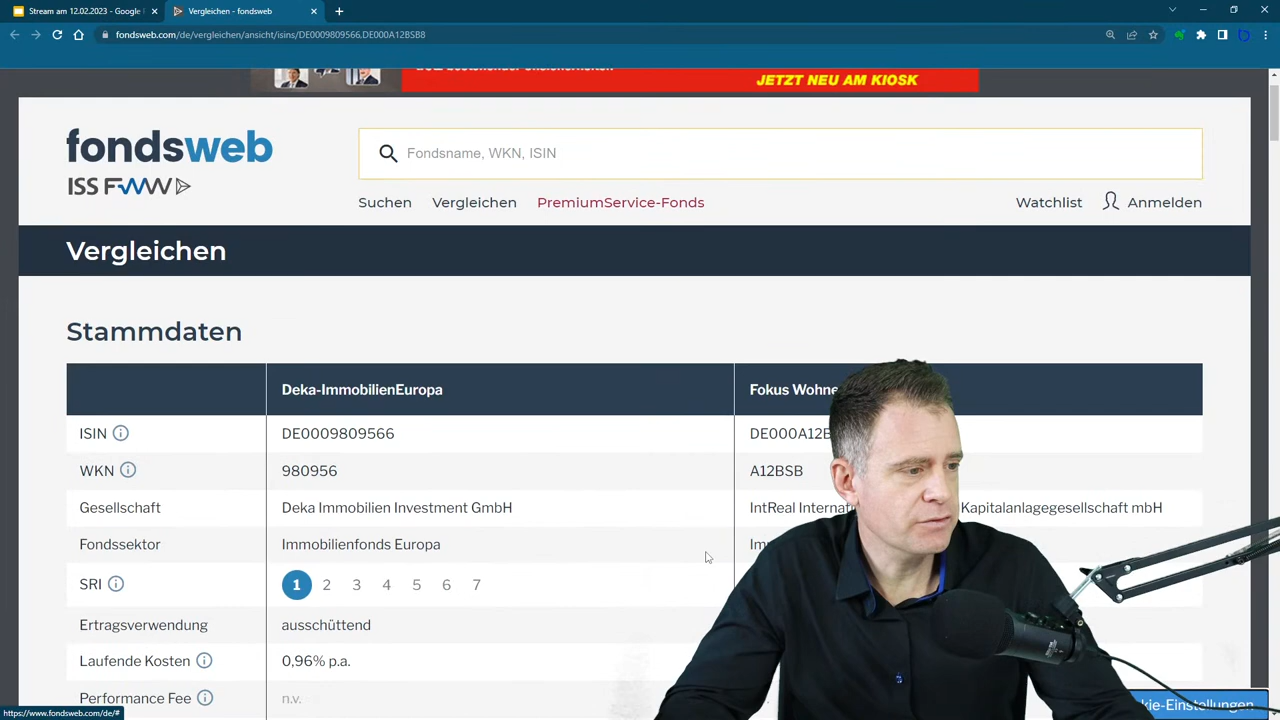 Stream am 12.02.2023 - Google
Vergleichen - fondsweb
fondsweb.com/de/vergleichen/ansicht/isins/DE0009809566,DE000A12BSB8
JETZT NEU AM KIOSK
fondsweb
ISS FWW
Fondsname, WKN, ISIN
Suchen Vergleichen PremiumService-Fonds Watchlist Anmelden
Vergleichen
Stammdaten
Deka-ImmobilienEuropa Fokus
ISIN DE0009809566
WKN 980956 A12BSB
Gesellschaft Deka Immobilien Investment GmbH IntReal Kapitalanlagegesellschaft mbH
Fondssektor Immobilienfonds Europa
SRI 1 2 3 4 5 6 7
Ertragsverwendung ausschüttend
Laufende Kosten 0,96% p.a.
Performance Fee n.v.
https://www.fondsweb.com/de/#